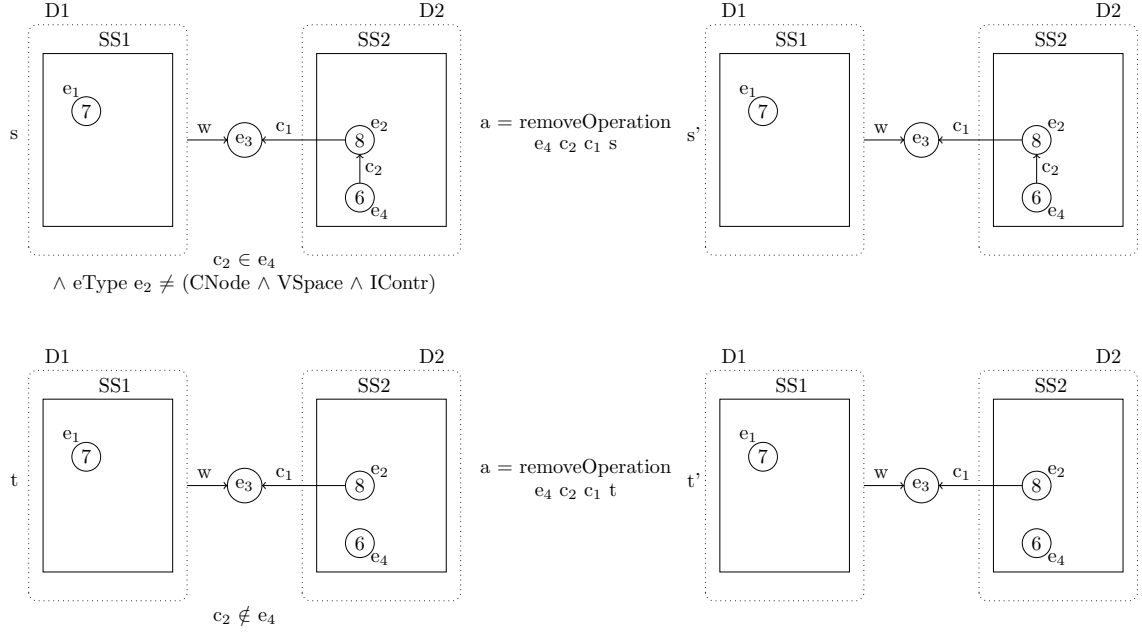 D1 D2 D1 D2
SS1 SS2 SS1 SS2
e₁ e₁
7 7
s w e₃ c₁ 8 e₂ a = removeOperation s' w e₃ c₁ 8 e₂
e₄ c₂ c₁ s
c₂ c₂
6 e₄ 6 e₄
c₂ ∈ e₄
∧ eType e₂ ≠ (CNode ∧ VSpace ∧ IContr)
D1 D2 D1 D2
SS1 SS2 SS1 SS2
e₁ e₁
7 7
t w e₃ c₁ 8 e₂ a = removeOperation t' w e₃ c₁ 8 e₂
e₄ c₂ c₁ t
6 e₄ 6 e₄
c₂ ∉ e₄